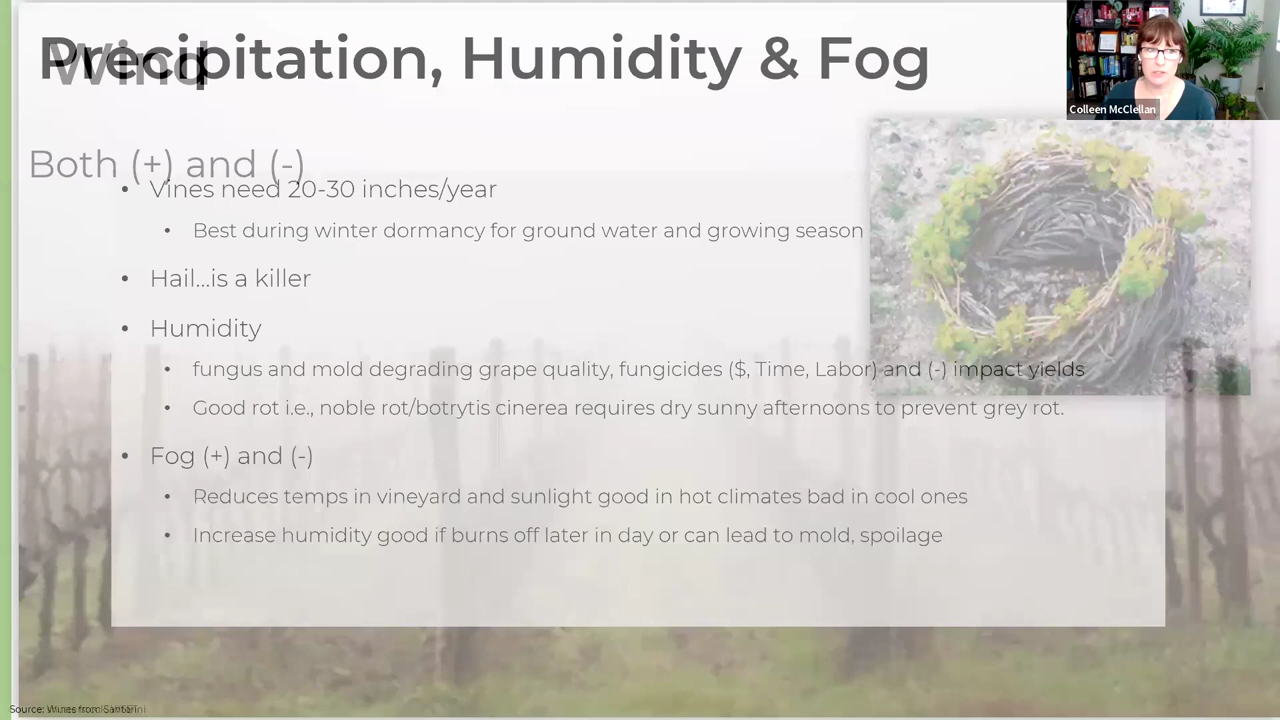 Precipitation, Humidity & Fog
Wind
Colleen McClellan
Both (+) and (-)
• Vines need 20-30 inches/year
• Best during winter dormancy for ground water and growing season
• Hail...is a killer
• Humidity
• fungus and mold degrading grape quality, fungicides ($, Time, Labor) and (-) impact yields
• Good rot i.e., noble rot/botrytis cinerea requires dry sunny afternoons to prevent grey rot.
• Fog (+) and (-)
• Reduces temps in vineyard and sunlight good in hot climates bad in cool ones
• Increase humidity good if burns off later in day or can lead to mold, spoilage
Source: Wines from Santorini